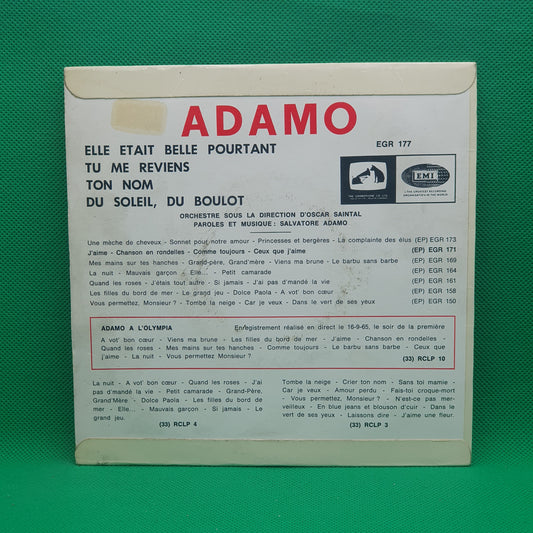 ADAMO
ELLE ETAIT BELLE POURTANT
TU ME REVIENS
TON NOM
DU SOLEIL, DU BOULOT
EGR 177
EMI
THE GREATEST RECORDING
ORGANISATION IN THE WORLD
ORCHESTRE SOUS LA DIRECTION D'OSCAR SAINTAL
PAROLES ET MUSIQUE : SALVATORE ADAMO
Une mèche de cheveux - Sonnet pour notre amour - Princesses et bergères - La complainte des élus (EP) EGR 173
J'aime - Chanson en rondelles - Comme toujours - Ceux que j'aime (EP) EGR 171
Mes mains sur tes hanches - Grand-père, Grand'mère - Viens ma brune - Le barbu sans barbe (EP) EGR 169
La nuit - Mauvais garçon - Elle... - Petit camarade (EP) EGR 164
Quand les roses - J'étais tout autre - Si jamais - J'ai pas d'mandé la vie (EP) EGR 161
Les filles du bord de mer - Le grand jeu - Dolce Paola - A vot' bon cœur (EP) EGR 158
Vous permettez, Monsieur ? - Tombe la neige - Car je veux - Dans le vert de ses yeux (EP) EGR 150
ADAMO A L'OLYMPIA Enregistrement réalisé en direct le 16-9-65, le soir de la première
A vot' bon cœur - Viens ma brune - Les filles du bord de mer - J'aime - Chanson en rondelles -
Quand les roses - Mes mains sur tes hanches - Comme toujours - Le barbu sans barbe - Ceux que
j'aime - La nuit - Vous permettez Monsieur ? (33) RCLP 10
La nuit - A vot' bon cœur - Quand les roses - J'ai
pas d'mandé la vie - Petit camarade - Grand-Père,
Grand'Mère - Dolce Paola - Les filles du bord de
mer - Elle... - Mauvais garçon - Si jamais - Le
grand jeu. (33) RCLP 4
Tombe la neige - Crier ton nom - Sans toi mamie -
Car je veux - Amour perdu - Fais-toi croque-mort
- Vous permettez, Monsieur ? - N'est-ce pas mer-
veilleux - En blue jeans et blouson d'cuir - Dans le
vert de ses yeux - Laissons dire - J'aime une fleur.
(33) RCLP 3